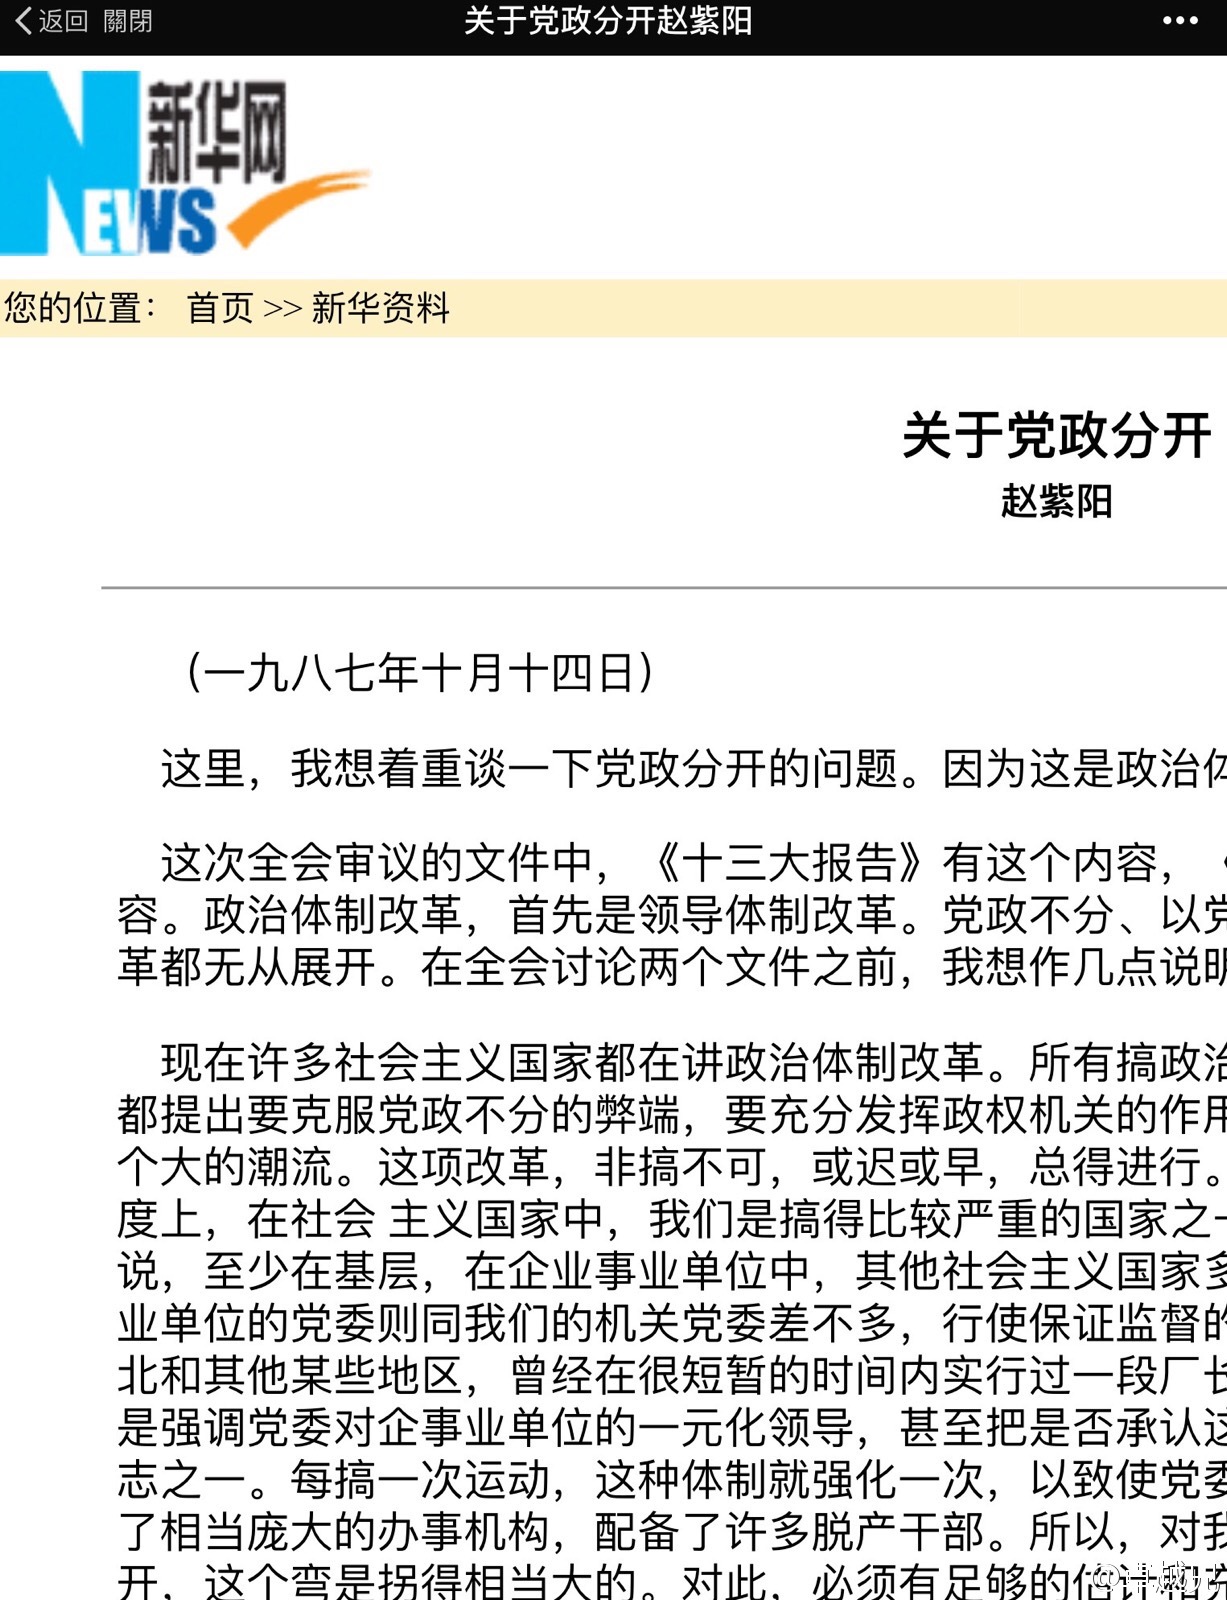 返回 關閉 关于党政分开赵紫阳
新华网
NEWS
您的位置： 首页 >> 新华资料
关于党政分开
赵紫阳
（一九八七年十月十四日）
这里，我想着重谈一下党政分开的问题。因为这是政治体
这次全会审议的文件中，《十三大报告》有这个内容，
容。政治体制改革，首先是领导体制改革。党政不分、以党
革都无从展开。在全会讨论两个文件之前，我想作几点说明
现在许多社会主义国家都在讲政治体制改革。所有搞政治
都提出要克服党政不分的弊端，要充分发挥政权机关的作用
个大的潮流。这项改革，非搞不可，或迟或早，总得进行。
度上，在社会 主义国家中，我们是搞得比较严重的国家之一
说，至少在基层，在企业事业单位中，其他社会主义国家多
业单位的党委则同我们的机关党委差不多，行使保证监督的
北和其他某些地区，曾经在很短暂的时间内实行过一段厂长
是强调党委对企事业单位的一元化领导，甚至把是否承认这
志之一。每搞一次运动，这种体制就强化一次，以致使党委
了相当庞大的办事机构，配备了许多脱产干部。所以，对我
开，这个弯是拐得相当大的。对此，必须有足够的估计